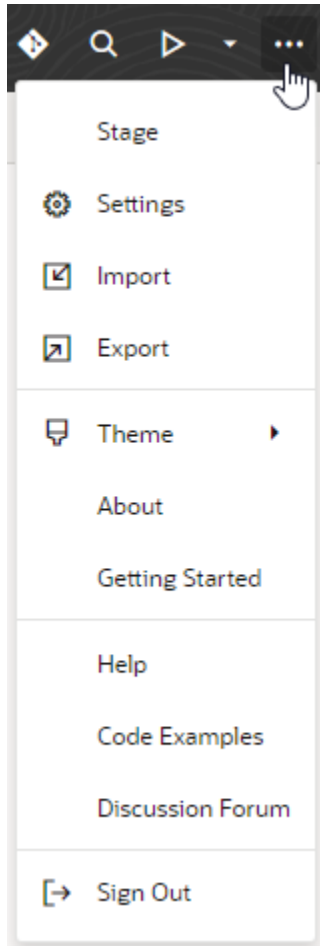 Stage
Settings
Import
Export
Theme
About
Getting Started
Help
Code Examples
Discussion Forum
Sign Out